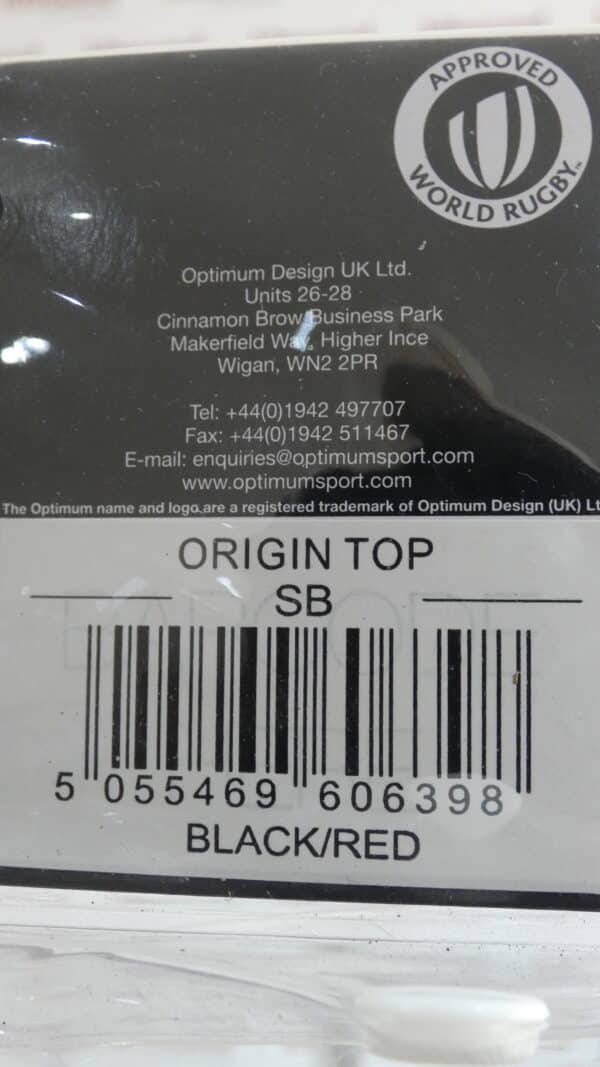 APPROVED
WORLD RUGBY™
Optimum Design UK Ltd.
Units 26-28
Cinnamon Brow Business Park
Makerfield Way, Higher Ince
Wigan, WN2 2PR
Tel: +44(0)1942 497707
Fax: +44(0)1942 511467
E-mail: enquiries@optimumsport.com
www.optimumsport.com
The Optimum name and logo are a registered trademark of Optimum Design (UK) Lt
ORIGIN TOP
SB
5 055469 606398
BLACK/RED